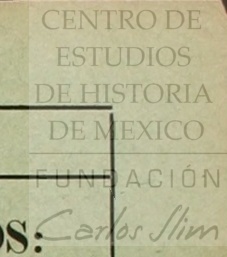 CENTRO DE
ESTUDIOS
DE HISTORIA
DE MEXICO
FUNDACIÓN
Carlos Slim
OS: